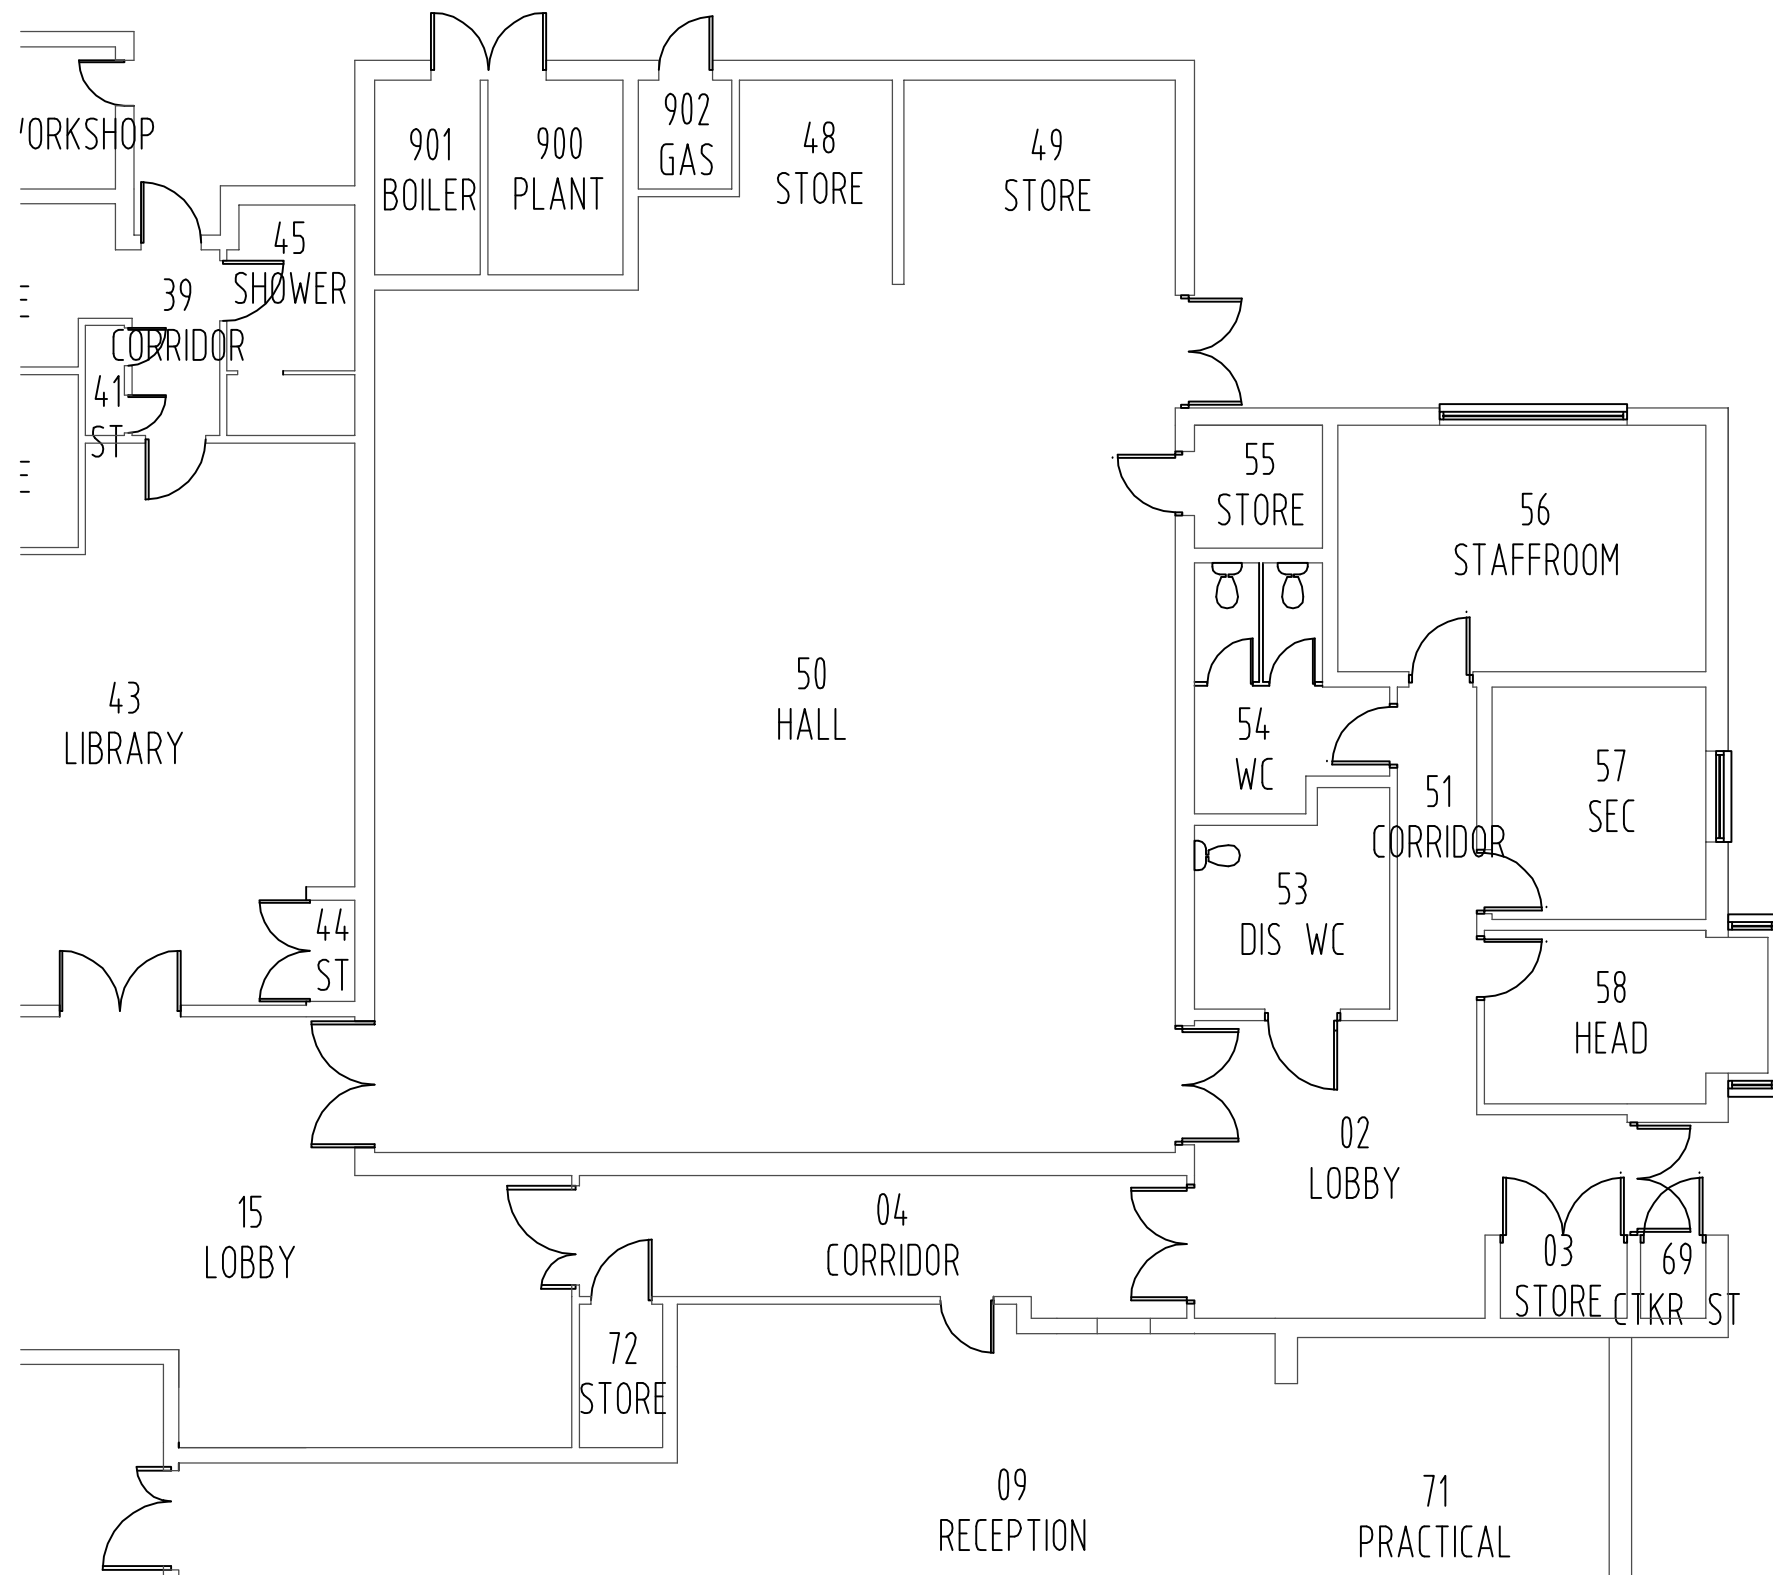 'ORKSHOP
901
BOILER
900
PLANT
902
GAS
48
STORE
49
STORE
45
SHOWER
39
CORRIDOR
E
41
ST
E
55
STORE
56
STAFFROOM
50
HALL
43
LIBRARY
54
WC
57
SEC
51
CORRIDOR
53
DIS WC
44
ST
58
HEAD
02
LOBBY
15
LOBBY
04
CORRIDOR
03
STORE
69
CTKR ST
72
STORE
09
RECEPTION
71
PRACTICAL